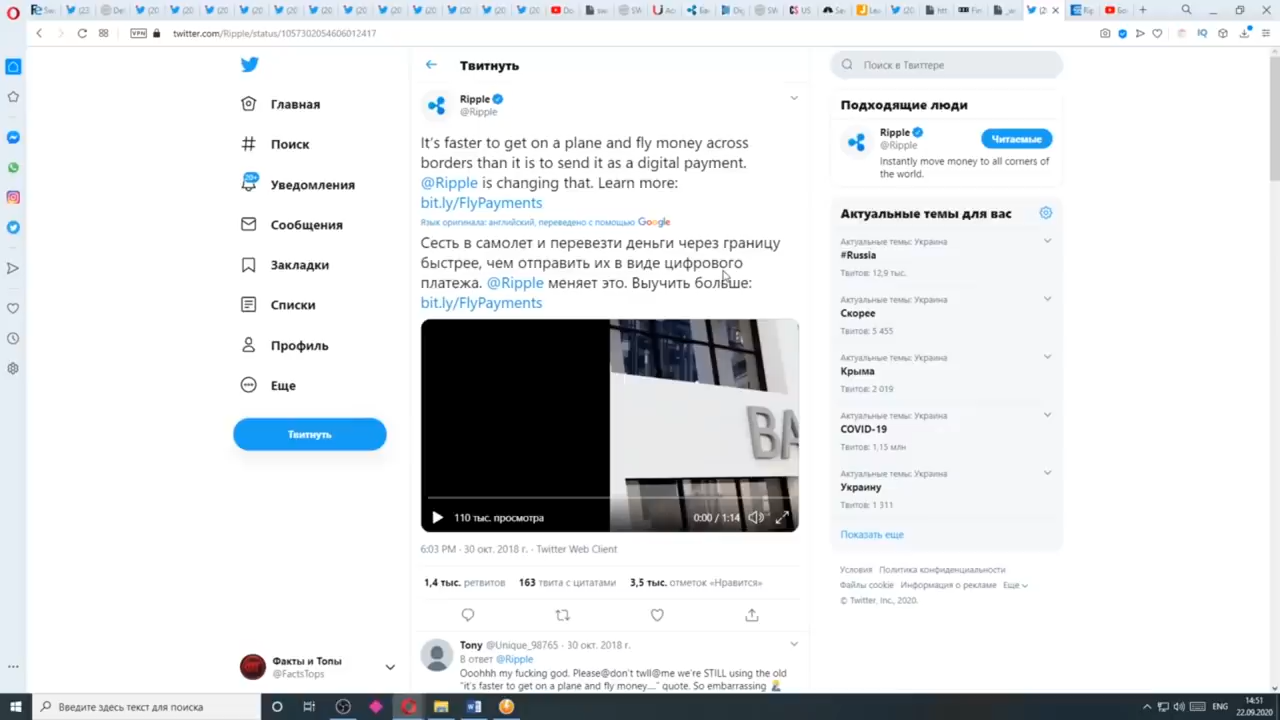 twitter.com/Ripple/status/1057302054606012417
VPN
Главная
Поиск
20+
Уведомления
Сообщения
Закладки
Списки
Профиль
Еще
Твитнуть
Факты и Топы
@FactsTops
Твитнуть
Ripple
@Ripple
It's faster to get on a plane and fly money across
borders than it is to send it as a digital payment.
@Ripple is changing that. Learn more:
bit.ly/FlyPayments
Язык оригинала: английский, переведено с помощью Google
Сесть в самолет и перевезти деньги через границу
быстрее, чем отправить их в виде цифрового
платежа. @Ripple меняет это. Выучить больше:
bit.ly/FlyPayments
BA
110 тыс. просмотра
0:00 / 1:14
6:03 PM · 30 окт. 2018 г. · Twitter Web Client
1,4 тыс. ретвитов 163 твита с цитатами 3,5 тыс. отметок «Нравится»
Tony @Unique_98765 · 30 окт. 2018 г.
В ответ @Ripple
Ooohhh my fucking god. Please@don't twll@me we're STILL using the old
"it's faster to get on a plane and fly money...." quote. So embarrassing
Поиск в Твиттере
Подходящие люди
Ripple
@Ripple
Читаемые
Instantly move money to all corners of
the world.
Актуальные темы для вас
Актуальные темы: Украина
#Russia
Твитов: 12,9 тыс.
Актуальные темы: Украина
Скорее
Твитов: 5 455
Актуальные темы: Украина
Крыма
Твитов: 2 019
Актуальные темы: Украина
COVID-19
Твитов: 1,15 млн
Актуальные темы: Украина
Украину
Твитов: 1 311
Показать еще
Условия Политика конфиденциальности
Файлы cookie Информация о рекламе Еще
© Twitter, Inc., 2020.
Введите здесь текст для поиска
ENG
14:51
22.09.2020